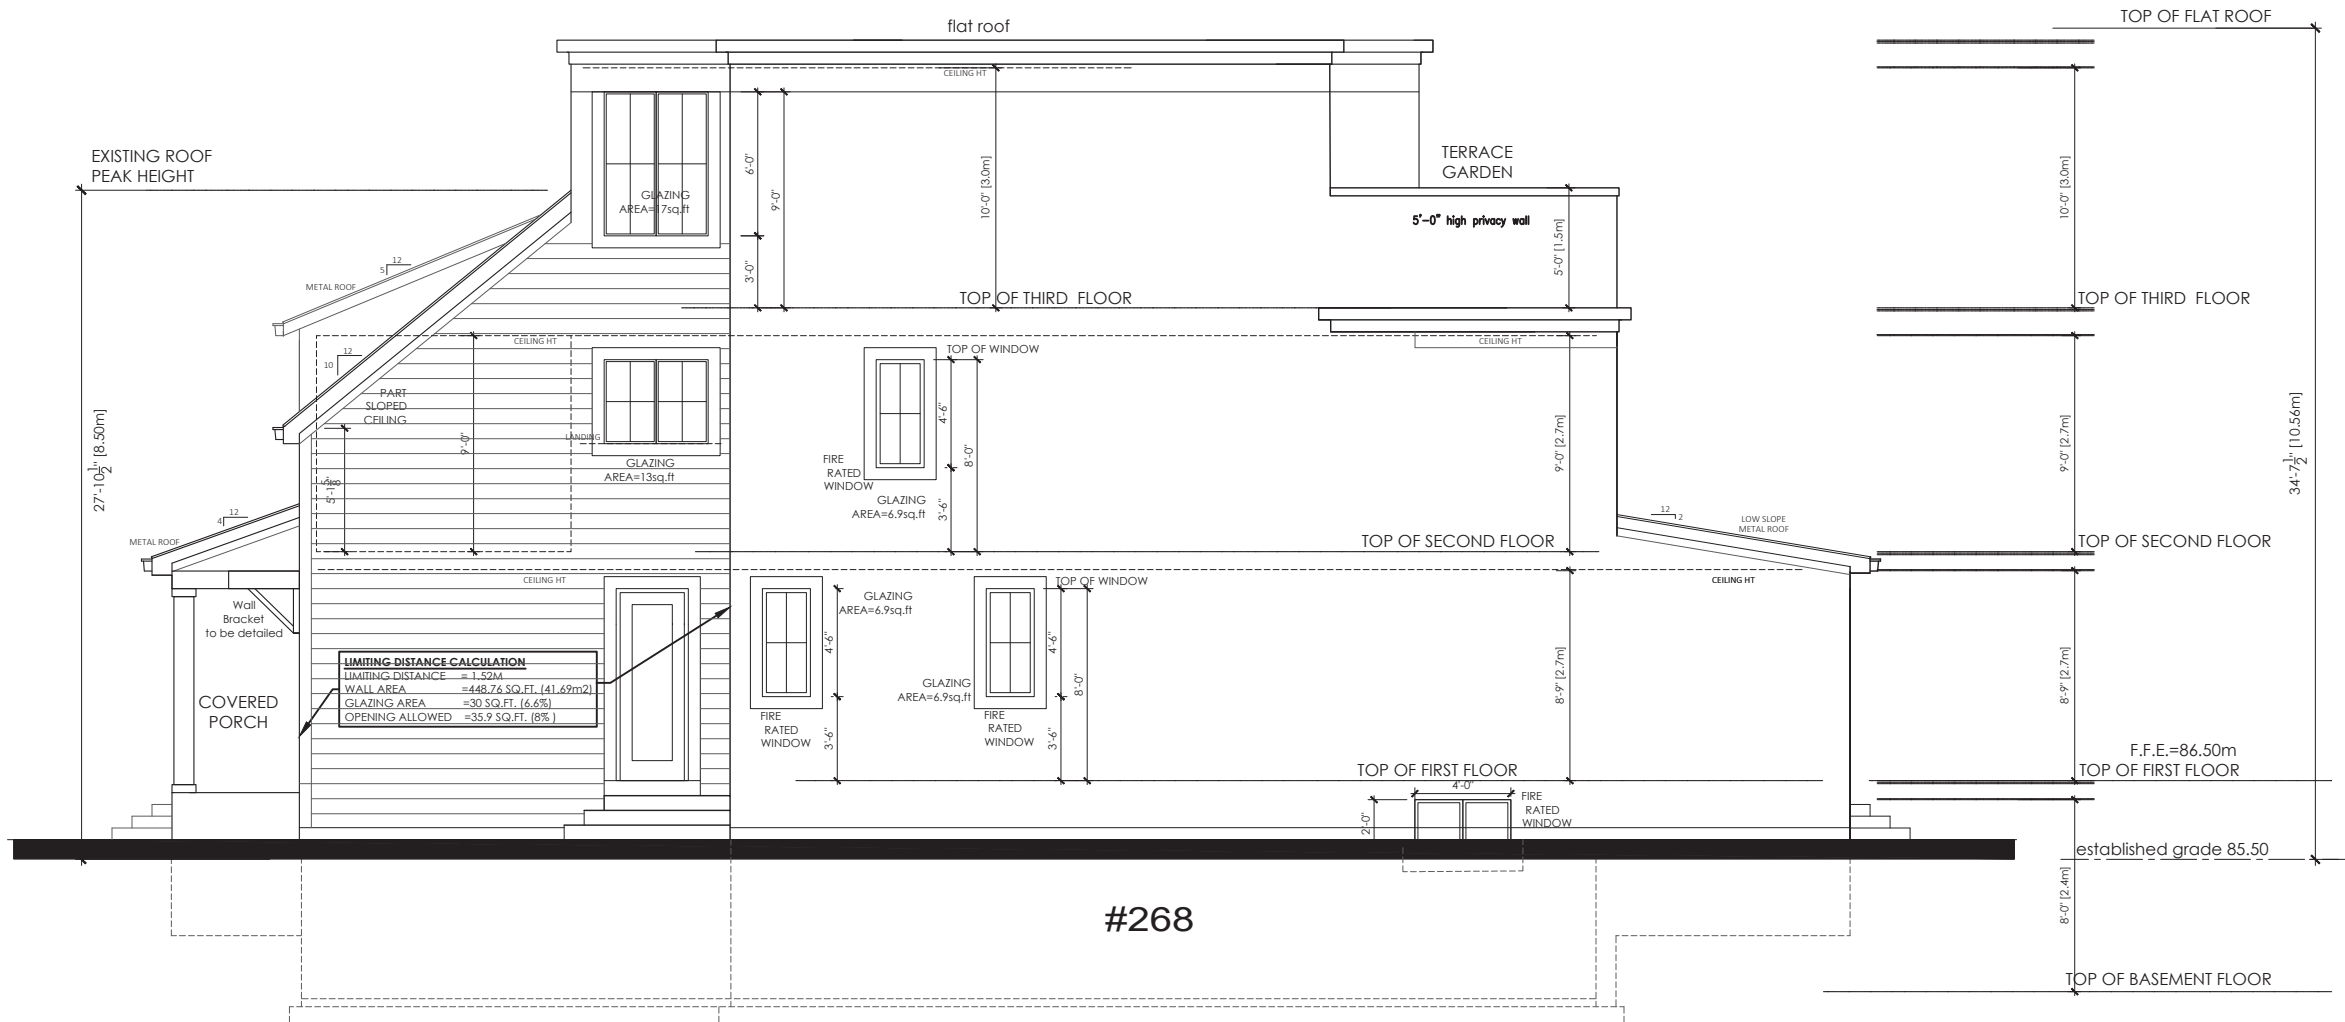 flat roof
TOP OF FLAT ROOF
CEILING HT
EXISTING ROOF
PEAK HEIGHT
TERRACE
GARDEN
GLAZING
AREA=17sq.ft
6'-0"
9'-0"
3'-0"
10'-0" [3.0m]
10'-0" [3.0m]
5'-0" high privacy wall
5'-0" [1.5m]
12
5
METAL ROOF
TOP OF THIRD  FLOOR
TOP OF THIRD  FLOOR
CEILING HT
CEILING HT
TOP OF WINDOW
12
10
PART
SLOPED
CEILING
9'-0"
LANDING
GLAZING
AREA=13sq.ft
FIRE
RATED
WINDOW
GLAZING
AREA=6.9sq.ft
4'-6"
8'-0"
3'-6"
9'-0" [2.7m]
9'-0" [2.7m]
27'-10 1/2" [8.50m]
34'-7 1/2" [10.56m]
12
4
METAL ROOF
12
2
LOW SLOPE
METAL ROOF
TOP OF SECOND FLOOR
TOP OF SECOND FLOOR
CEILING HT
TOP OF WINDOW
CEILING HT
Wall
Bracket
to be detailed
GLAZING
AREA=6.9sq.ft
4'-6"
3'-6"
4'-6"
8'-0"
3'-6"
8'-9" [2.7m]
8'-9" [2.7m]
LIMITING DISTANCE CALCULATION
LIMITING DISTANCE = 1.52M
WALL AREA =448.76 SQ.FT. (41.69m2)
GLAZING AREA =30 SQ.FT. (6.6%)
OPENING ALLOWED =35.9 SQ.FT. (8% )
COVERED
PORCH
GLAZING
AREA=6.9sq.ft
FIRE
RATED
WINDOW
FIRE
RATED
WINDOW
F.F.E.=86.50m
TOP OF FIRST FLOOR
TOP OF FIRST FLOOR
4'-0"
2'-0"
FIRE
RATED
WINDOW
established grade 85.50
8'-0" [2.4m]
#268
TOP OF BASEMENT FLOOR